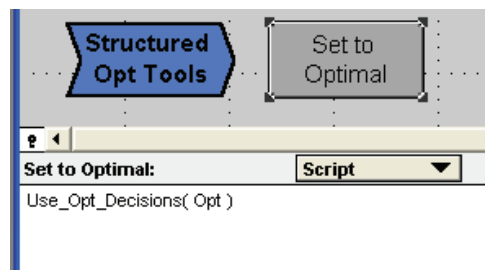 Structured
Opt Tools
Set to
Optimal
Set to Optimal:
Script
Use_Opt_Decisions( Opt )